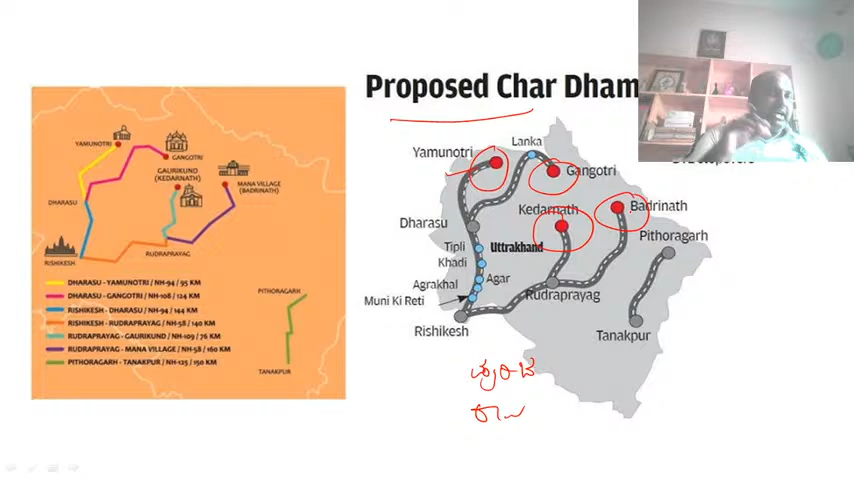 Proposed Char Dham
YAMUNOTRI
GANGOTRI
GAURIKUND
(KEDARNATH)
MANA VILLAGE
(BADRINATH)
DHARASU
RISHIKESH
RUDRAPRAYAG
DHARASU - YAMUNOTRI / NH-94 / 95 KM
DHARASU - GANGOTRI / NH-108 / 124 KM
RISHIKESH - DHARASU / NH-94 / 144 KM
RISHIKESH - RUDRAPRAYAG / NH-58 / 140 KM
RUDRAPRAYAG - GAURIKUND / NH-109 / 76 KM
RUDRAPRAYAG - MANA VILLAGE / NH-58 / 160 KM
PITHORAGARH - TANAKPUR / NH-125 / 150 KM
PITHORAGARH
TANAKPUR
Lanka
Yamunotri
Gangotri
Kedarnath
Badrinath
Dharasu
Pithoragarh
Tipli
Uttrakhand
Khadi
Agar
Agrakhal
Muni Ki Reti
Rudraprayag
Rishikesh
Tanakpur